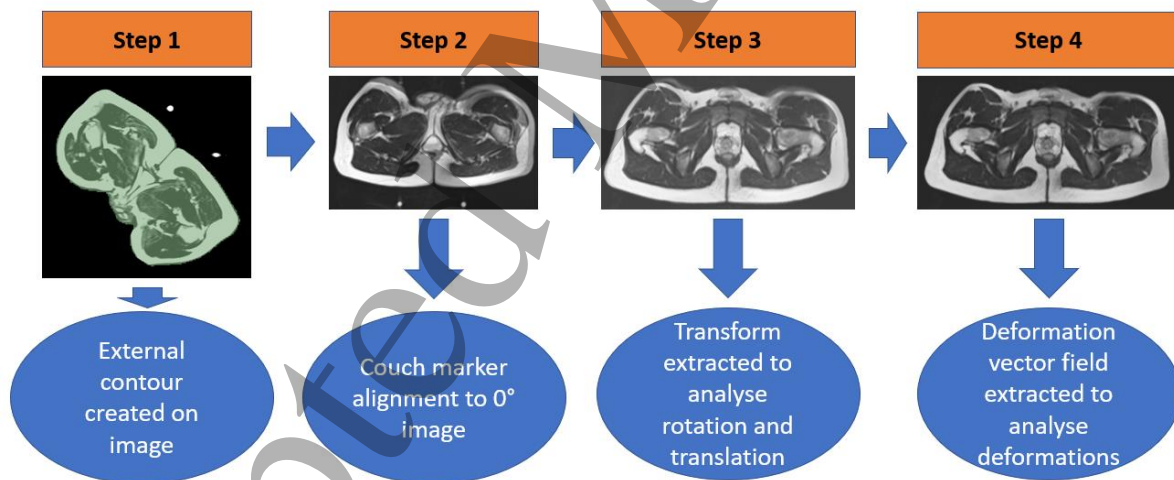 Step 1
Step 2
Step 3
Step 4
External
contour
created on
image
Couch marker
alignment to 0°
image
Transform
extracted to
analyse
rotation and
translation
Deformation
vector field
extracted to
analyse
deformations